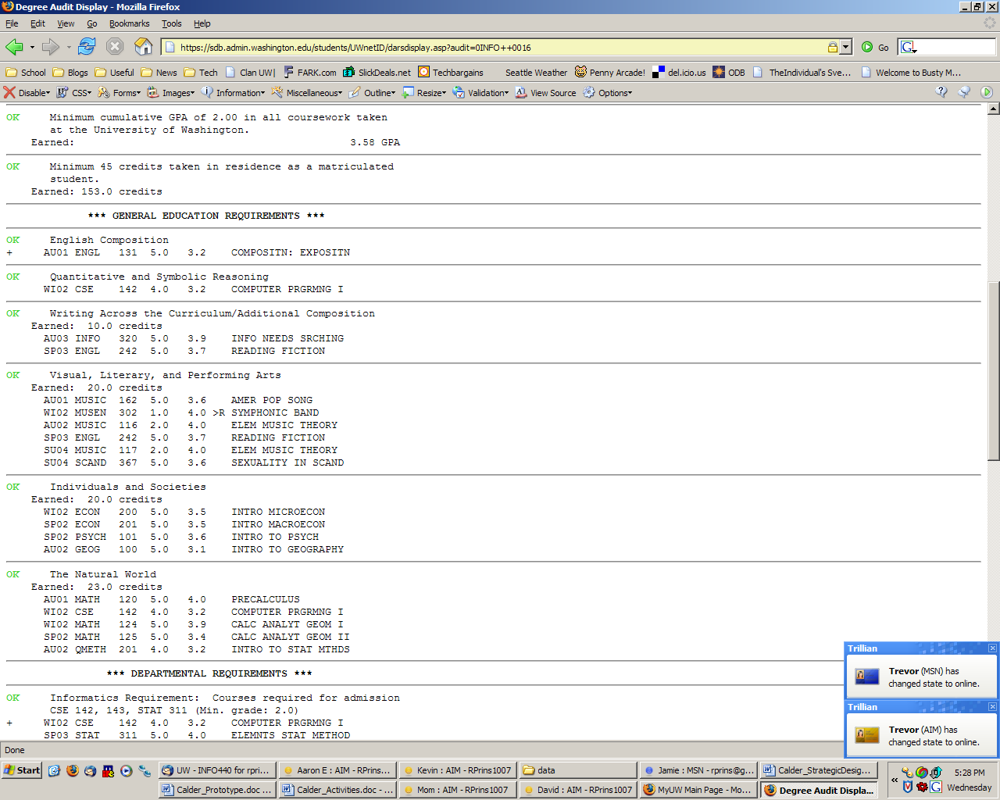 Degree Audit Display - Mozilla Firefox
File Edit View Go Bookmarks Tools Help
https://sdb.admin.washington.edu/students/UWnetID/darsdisplay.asp?audit=0INFO++0016 Go G
School Blogs Useful News Tech Clan UW| FARK.com SlickDeals.net Techbargains Seattle Weather Penny Arcade! del.icio.us ODB TheIndividual's Sve... Welcome to Busty M...
Disable CSS Forms Images Information Miscellaneous Outline Resize Validation View Source Options
OK Minimum cumulative GPA of 2.00 in all coursework taken
at the University of Washington.
Earned: 3.58 GPA
OK Minimum 45 credits taken in residence as a matriculated
student.
Earned: 153.0 credits
*** GENERAL EDUCATION REQUIREMENTS ***
OK English Composition
+ AU01 ENGL 131 5.0 3.2 COMPOSITN: EXPOSITN
OK Quantitative and Symbolic Reasoning
WI02 CSE 142 4.0 3.2 COMPUTER PRGRMNG I
OK Writing Across the Curriculum/Additional Composition
Earned: 10.0 credits
AU03 INFO 320 5.0 3.9 INFO NEEDS SRCHING
SP03 ENGL 242 5.0 3.7 READING FICTION
OK Visual, Literary, and Performing Arts
Earned: 20.0 credits
AU01 MUSIC 162 5.0 3.6 AMER POP SONG
WI02 MUSEN 302 1.0 4.0 >R SYMPHONIC BAND
AU02 MUSIC 116 2.0 4.0 ELEM MUSIC THEORY
SP03 ENGL 242 5.0 3.7 READING FICTION
SU04 MUSIC 117 2.0 4.0 ELEM MUSIC THEORY
SU04 SCAND 367 5.0 3.6 SEXUALITY IN SCAND
OK Individuals and Societies
Earned: 20.0 credits
WI02 ECON 200 5.0 3.5 INTRO MICROECON
SP02 ECON 201 5.0 3.5 INTRO MACROECON
SP02 PSYCH 101 5.0 3.6 INTRO TO PSYCH
AU02 GEOG 100 5.0 3.1 INTRO TO GEOGRAPHY
OK The Natural World
Earned: 23.0 credits
AU01 MATH 120 5.0 4.0 PRECALCULUS
WI02 CSE 142 4.0 3.2 COMPUTER PRGRMNG I
WI02 MATH 124 5.0 3.9 CALC ANALYT GEOM I
SP02 MATH 125 5.0 3.4 CALC ANALYT GEOM II
AU02 QMETH 201 4.0 3.2 INTRO TO STAT MTHDS
*** DEPARTMENTAL REQUIREMENTS ***
OK Informatics Requirement: Courses required for admission
CSE 142, 143, STAT 311 (Min. grade: 2.0)
+ WI02 CSE 142 4.0 3.2 COMPUTER PRGRMNG I
SP03 STAT 311 5.0 4.0 ELEMNTS STAT METHOD
Trillian
Trevor (MSN) has
changed state to online.
Trillian
Trevor (AIM) has
changed state to online.
Done
Start UW - INFO440 for rpri... Aaron E : AIM - RPrins... Kevin : AIM - RPrins1007 data Jamie : MSN - rprins@g... Calder_StrategicDesig... « 5:28 PM
Calder_Prototype.doc ... Calder_Activities.doc - ... Mom : AIM - RPrins1007 David : AIM - RPrins1007 MyUW Main Page - Mo... Degree Audit Displa... Wednesday